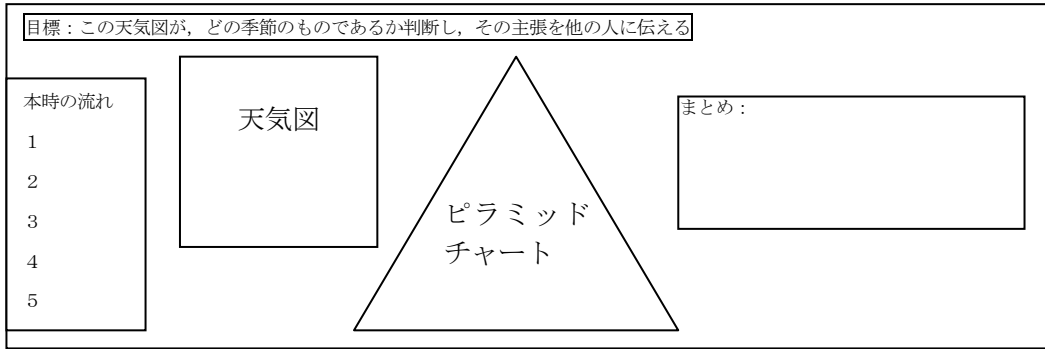 目標：この天気図が，どの季節のものであるか判断し，その主張を他の人に伝える
本時の流れ
１
２
３
４
５
天気図
ピラミッド
チャート
まとめ：